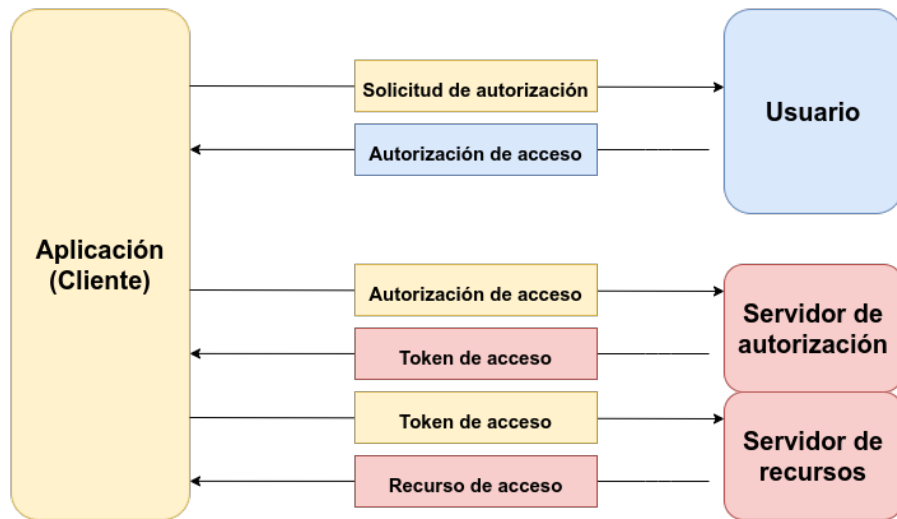 Solicitud de autorización
Usuario
Autorización de acceso
Aplicación
(Cliente)
Autorización de acceso
Servidor de
autorización
Token de acceso
Token de acceso
Servidor de
recursos
Recurso de acceso